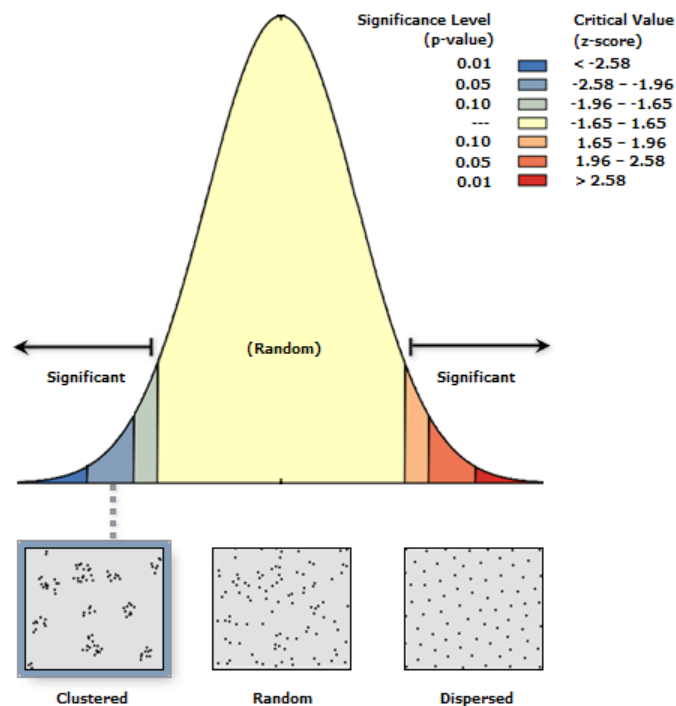 Significance Level Critical Value
(p-value) (z-score)
0.01 < -2.58
0.05 -2.58 – -1.96
0.10 -1.96 – -1.65
--- -1.65 – 1.65
0.10 1.65 – 1.96
0.05 1.96 – 2.58
0.01 > 2.58
(Random)
Significant Significant
Clustered Random Dispersed